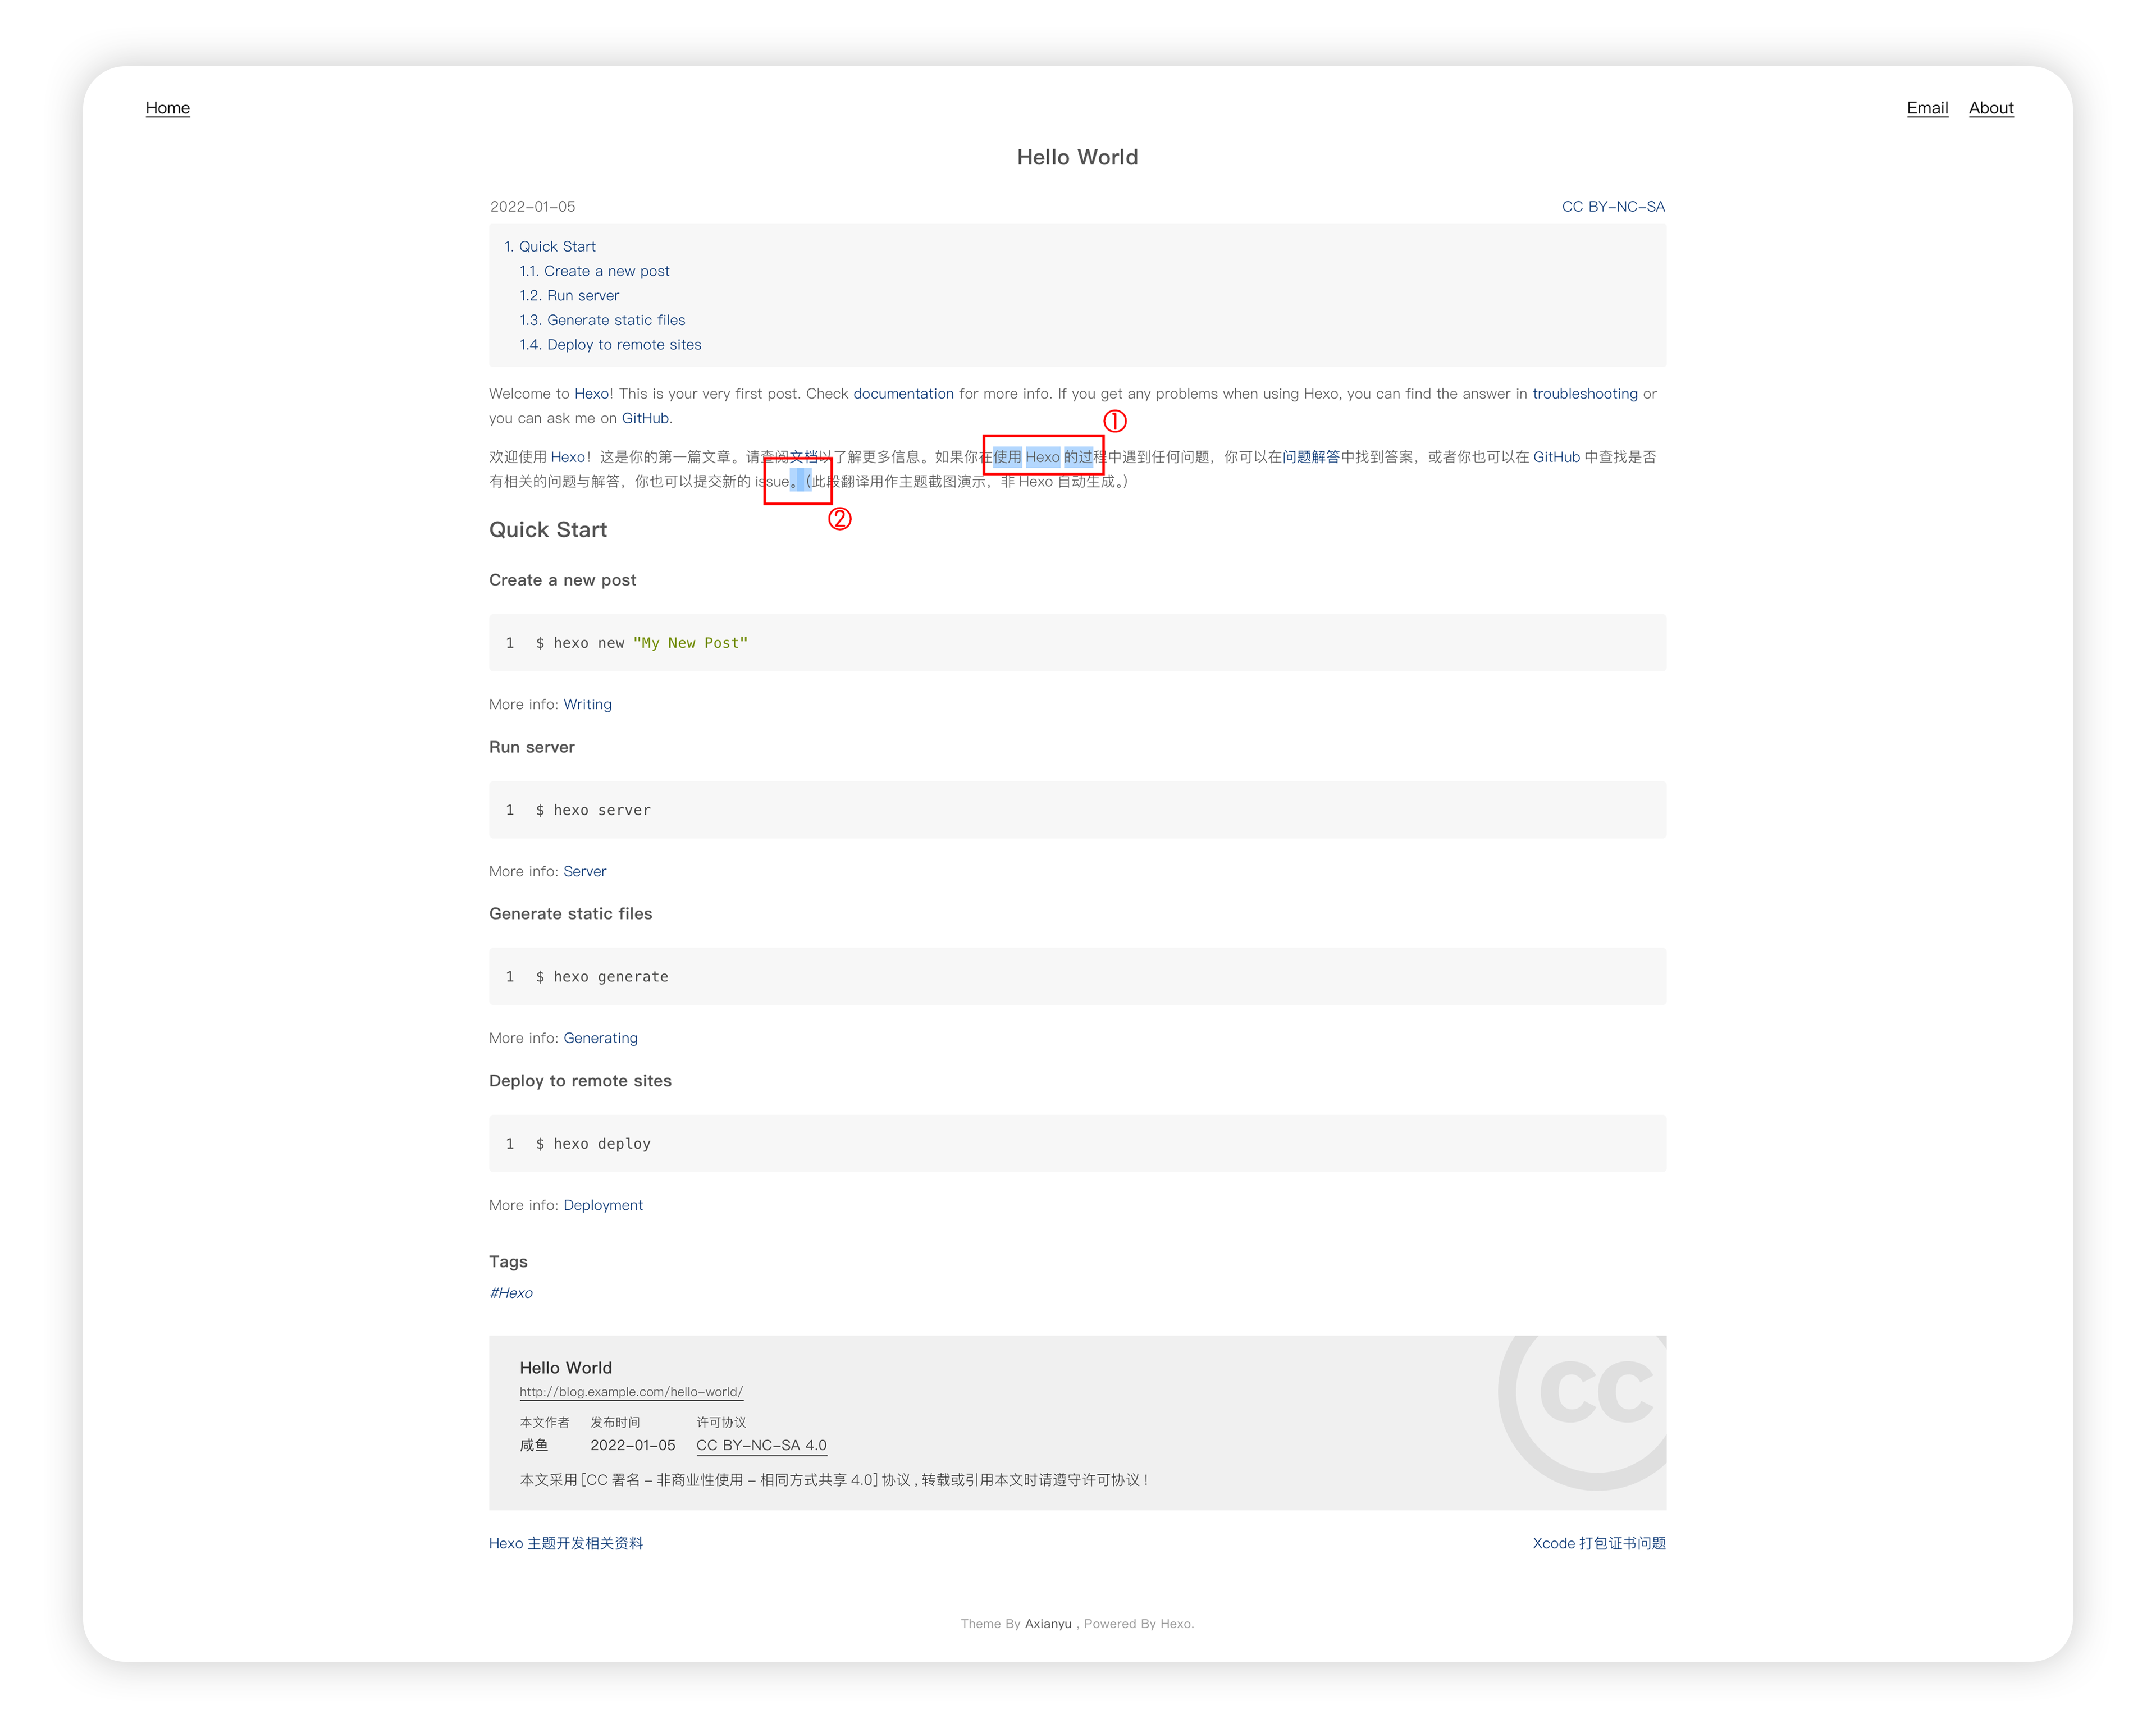 Home Email About
Hello World
2022-01-05 CC BY-NC-SA
1. Quick Start
1.1. Create a new post
1.2. Run server
1.3. Generate static files
1.4. Deploy to remote sites
Welcome to Hexo! This is your very first post. Check documentation for more info. If you get any problems when using Hexo, you can find the answer in troubleshooting or
you can ask me on GitHub.
①
欢迎使用 Hexo！这是你的第一篇文章。请查阅文档以了解更多信息。如果你在使用 Hexo 的过程中遇到任何问题，你可以在问题解答中找到答案，或者你也可以在 GitHub 中查找是否
有相关的问题与解答，你也可以提交新的 issue。（此段翻译用作主题截图演示，非 Hexo 自动生成。）
②
Quick Start
Create a new post
1 $ hexo new "My New Post"
More info: Writing
Run server
1 $ hexo server
More info: Server
Generate static files
1 $ hexo generate
More info: Generating
Deploy to remote sites
1 $ hexo deploy
More info: Deployment
Tags
#Hexo
Hello World
http://blog.example.com/hello-world/
本文作者 发布时间 许可协议
咸鱼 2022-01-05 CC BY-NC-SA 4.0
本文采用 [CC 署名 - 非商业性使用 - 相同方式共享 4.0] 协议 , 转载或引用本文时请遵守许可协议 !
cc
Hexo 主题开发相关资料 Xcode 打包证书问题
Theme By Axianyu , Powered By Hexo.